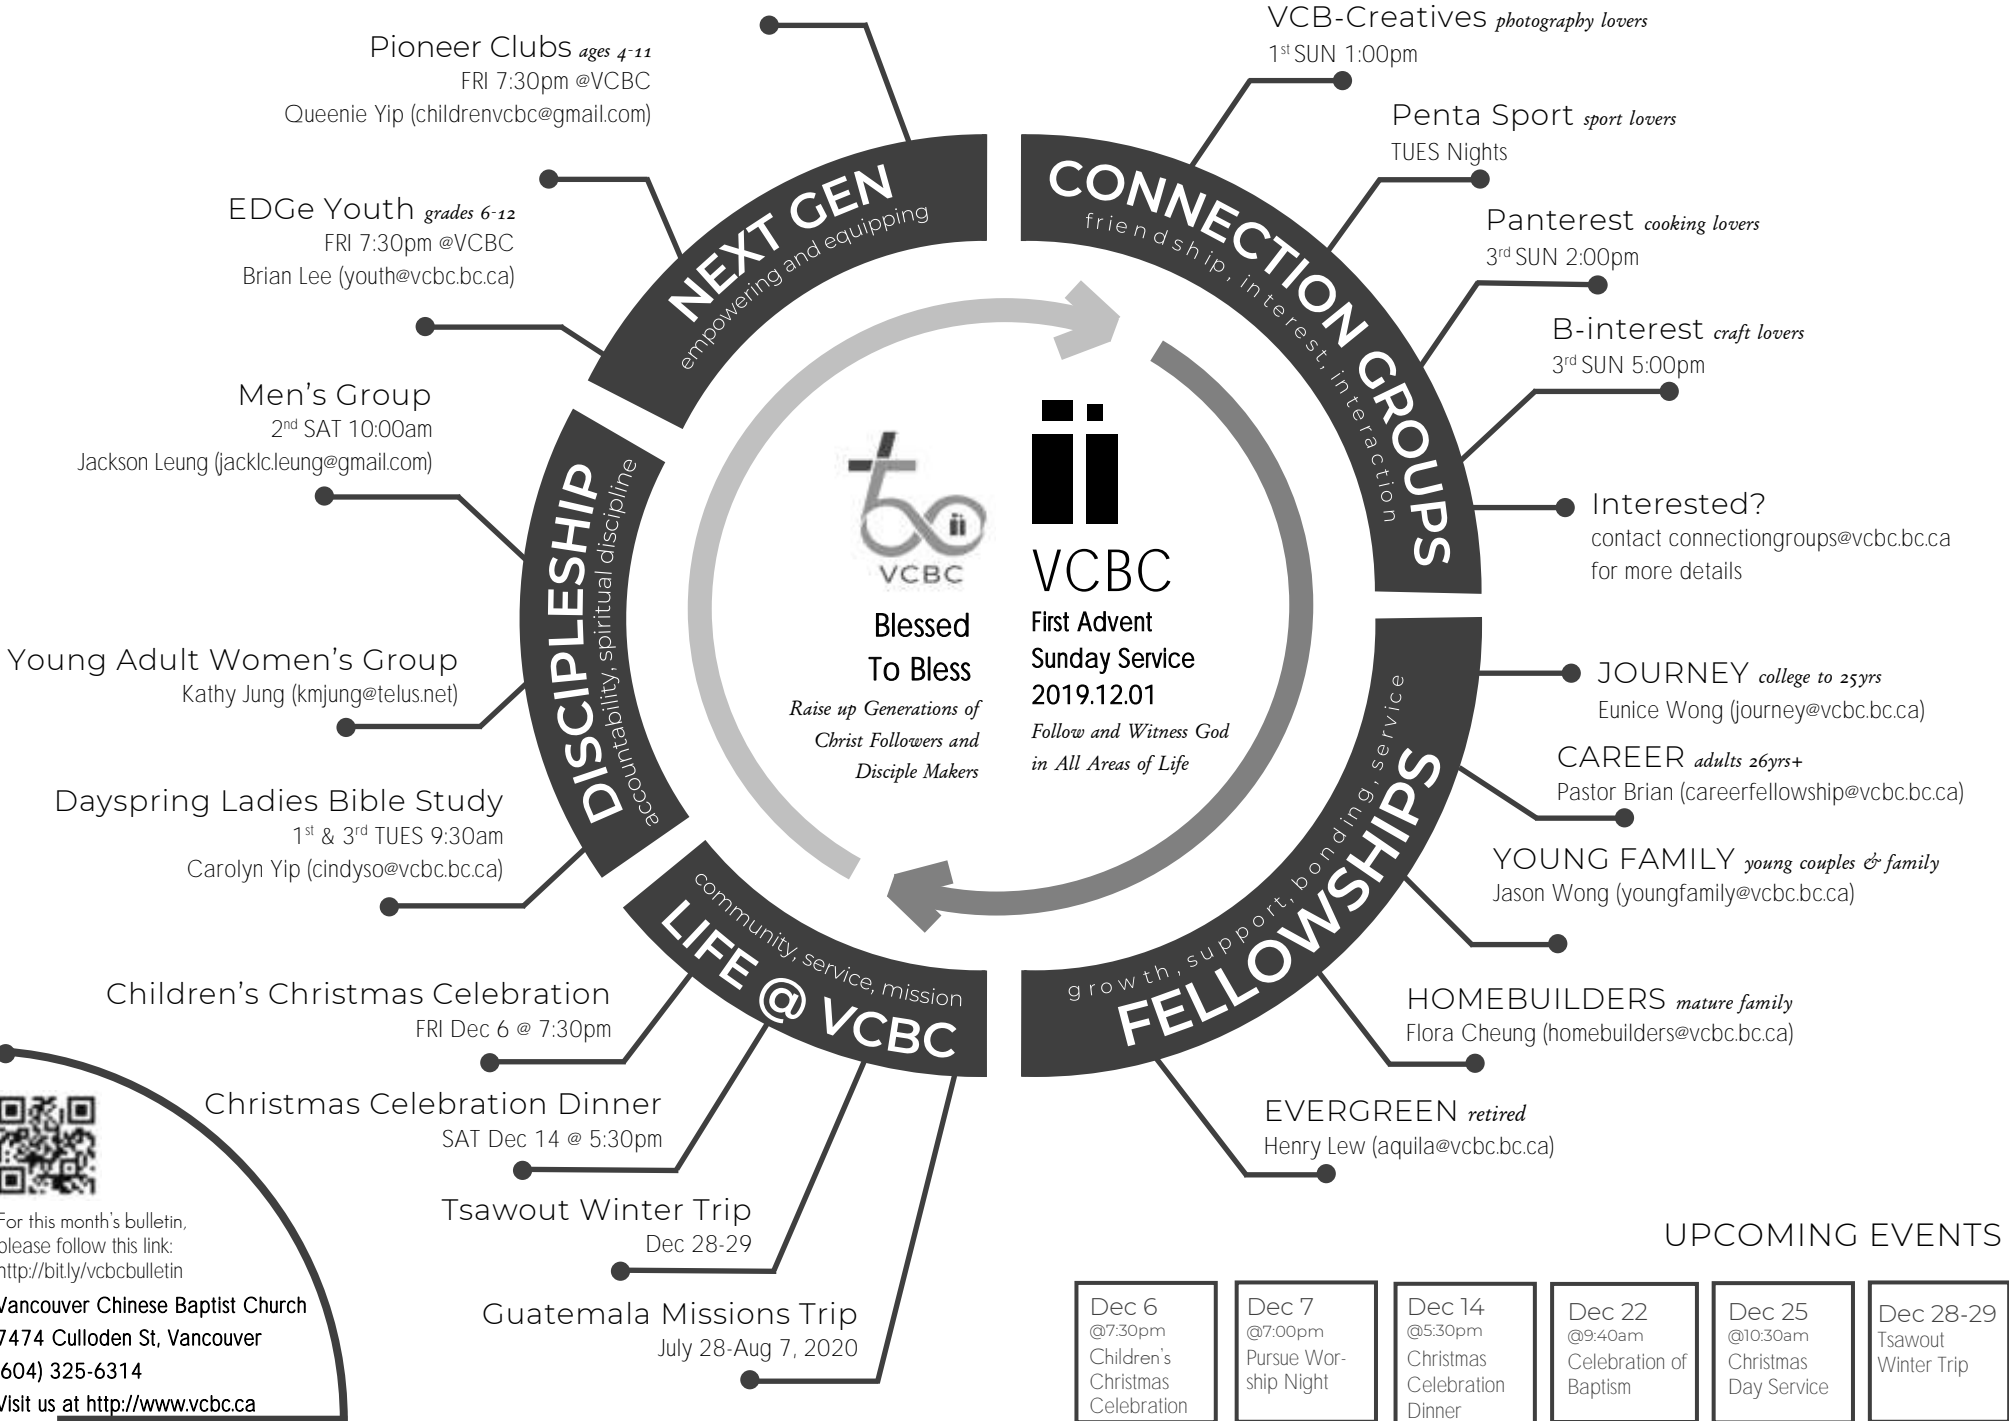 Pioneer Clubs ages 4-11
FRI 7:30pm @VCBC
Queenie Yip (childrenvcbc@gmail.com)
EDGe Youth grades 6-12
FRI 7:30pm @VCBC
Brian Lee (youth@vcbc.bc.ca)
Men's Group
2nd SAT 10:00am
Jackson Leung (jacklc.leung@gmail.com)
Young Adult Women's Group
Kathy Jung (kmjung@telus.net)
Dayspring Ladies Bible Study
1st & 3rd TUES 9:30am
Carolyn Yip (cindyso@vcbc.bc.ca)
Children's Christmas Celebration
FRI Dec 6 @ 7:30pm
Christmas Celebration Dinner
SAT Dec 14 @ 5:30pm
Tsawout Winter Trip
Dec 28-29
Guatemala Missions Trip
July 28-Aug 7, 2020
NEXT GEN
empowering and equipping
DISCIPLESHIP
accountability, spiritual discipline
LIFE @ VCBC
community, service, mission
CONNECTION GROUPS
friendship, interest, interaction
FELLOWSHIPS
growth, support, bonding, service
VCBC
Blessed
To Bless
Raise up Generations of
Christ Followers and
Disciple Makers
VCBC
First Advent
Sunday Service
2019.12.01
Follow and Witness God
in All Areas of Life
VCB-Creatives photography lovers
1st SUN 1:00pm
Penta Sport sport lovers
TUES Nights
Panterest cooking lovers
3rd SUN 2:00pm
B-interest craft lovers
3rd SUN 5:00pm
Interested?
contact connectiongroups@vcbc.bc.ca
for more details
JOURNEY college to 25yrs
Eunice Wong (journey@vcbc.bc.ca)
CAREER adults 26yrs+
Pastor Brian (careerfellowship@vcbc.bc.ca)
YOUNG FAMILY young couples & family
Jason Wong (youngfamily@vcbc.bc.ca)
HOMEBUILDERS mature family
Flora Cheung (homebuilders@vcbc.bc.ca)
EVERGREEN retired
Henry Lew (aquila@vcbc.bc.ca)
For this month's bulletin,
please follow this link:
http://bit.ly/vcbcbulletin
Vancouver Chinese Baptist Church
7474 Culloden St, Vancouver
(604) 325-6314
Visit us at http://www.vcbc.ca
UPCOMING EVENTS
Dec 6
@7:30pm
Children's
Christmas
Celebration
Dec 7
@7:00pm
Pursue Wor-
ship Night
Dec 14
@5:30pm
Christmas
Celebration
Dinner
Dec 22
@9:40am
Celebration of
Baptism
Dec 25
@10:30am
Christmas
Day Service
Dec 28-29
Tsawout
Winter Trip